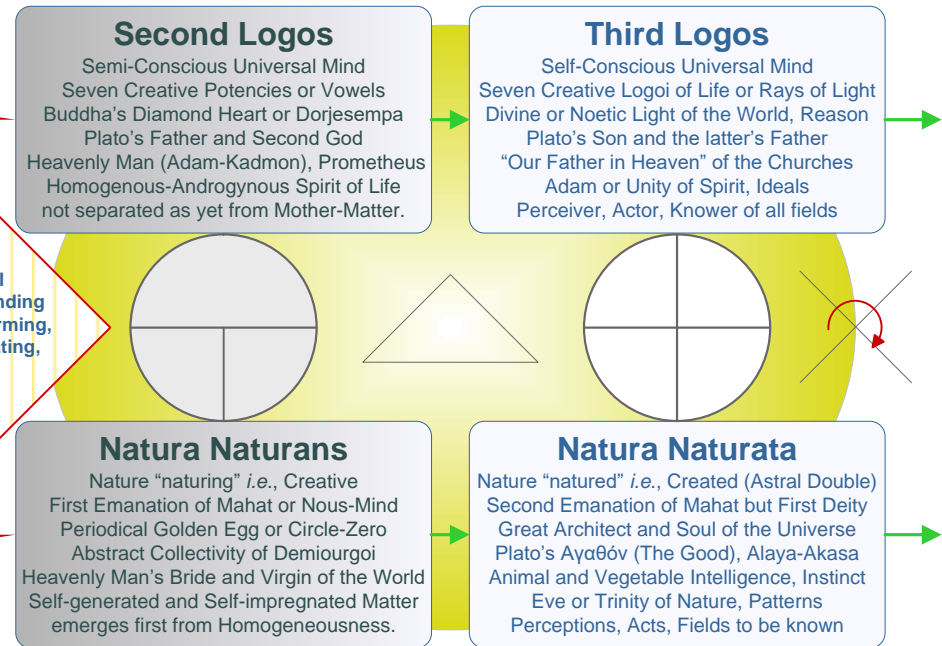 Second Logos
Semi-Conscious Universal Mind
Seven Creative Potencies or Vowels
Buddha’s Diamond Heart or Dorjesempa
Plato’s Father and Second God
Heavenly Man (Adam-Kadmon), Prometheus
Homogenous-Androgynous Spirit of Life
not separated as yet from Mother-Matter.
Third Logos
Self-Conscious Universal Mind
Seven Creative Logoi of Life or Rays of Light
Divine or Noetic Light of the World, Reason
Plato’s Son and the latter’s Father
“Our Father in Heaven” of the Churches
Adam or Unity of Spirit, Ideals
Perceiver, Actor, Knower of all fields
Natura Naturans
Nature “naturing” i.e., Creative
First Emanation of Mahat or Nous-Mind
Periodical Golden Egg or Circle-Zero
Abstract Collectivity of Demiourgoi
Heavenly Man’s Bride and Virgin of the World
Self-generated and Self-impregnated Matter
emerges first from Homogeneousness.
Natura Naturata
Nature “natured” i.e., Created (Astral Double)
Second Emanation of Mahat but First Deity
Great Architect and Soul of the Universe
Plato’s Αγαθόν (The Good), Alaya-Akasa
Animal and Vegetable Intelligence, Instinct
Eve or Trinity of Nature, Patterns
Perceptions, Acts, Fields to be known